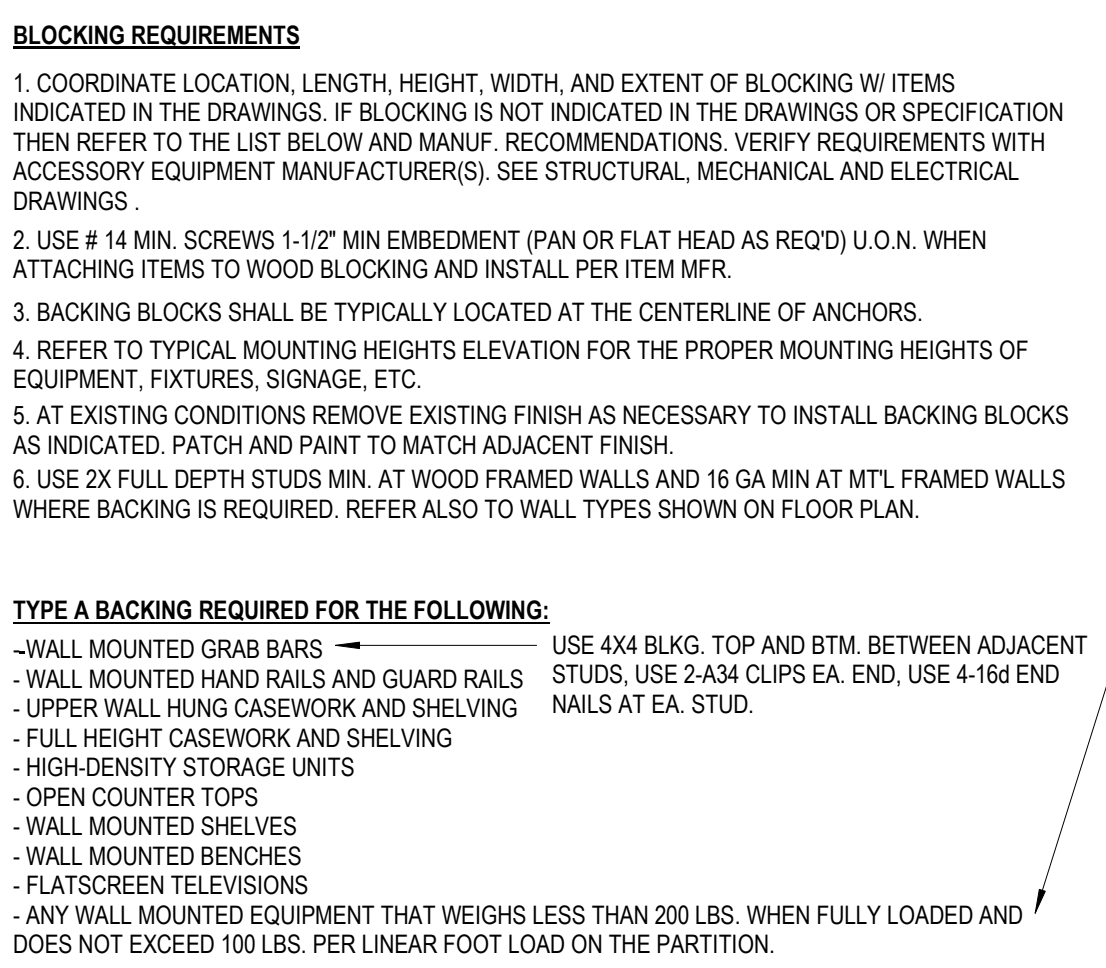 BLOCKING REQUIREMENTS
1. COORDINATE LOCATION, LENGTH, HEIGHT, WIDTH, AND EXTENT OF BLOCKING W/ ITEMS
INDICATED IN THE DRAWINGS. IF BLOCKING IS NOT INDICATED IN THE DRAWINGS OR SPECIFICATION
THEN REFER TO THE LIST BELOW AND MANUF. RECOMMENDATIONS. VERIFY REQUIREMENTS WITH
ACCESSORY EQUIPMENT MANUFACTURER(S). SEE STRUCTURAL, MECHANICAL AND ELECTRICAL
DRAWINGS .
2. USE # 14 MIN. SCREWS 1-1/2" MIN EMBEDMENT (PAN OR FLAT HEAD AS REQ'D) U.O.N. WHEN
ATTACHING ITEMS TO WOOD BLOCKING AND INSTALL PER ITEM MFR.
3. BACKING BLOCKS SHALL BE TYPICALLY LOCATED AT THE CENTERLINE OF ANCHORS.
4. REFER TO TYPICAL MOUNTING HEIGHTS ELEVATION FOR THE PROPER MOUNTING HEIGHTS OF
EQUIPMENT, FIXTURES, SIGNAGE, ETC.
5. AT EXISTING CONDITIONS REMOVE EXISTING FINISH AS NECESSARY TO INSTALL BACKING BLOCKS
AS INDICATED. PATCH AND PAINT TO MATCH ADJACENT FINISH.
6. USE 2X FULL DEPTH STUDS MIN. AT WOOD FRAMED WALLS AND 16 GA MIN AT MT'L FRAMED WALLS
WHERE BACKING IS REQUIRED. REFER ALSO TO WALL TYPES SHOWN ON FLOOR PLAN.
TYPE A BACKING REQUIRED FOR THE FOLLOWING:
- WALL MOUNTED GRAB BARS
- WALL MOUNTED HAND RAILS AND GUARD RAILS
- UPPER WALL HUNG CASEWORK AND SHELVING
- FULL HEIGHT CASEWORK AND SHELVING
- HIGH-DENSITY STORAGE UNITS
- OPEN COUNTER TOPS
- WALL MOUNTED SHELVES
- WALL MOUNTED BENCHES
- FLATSCREEN TELEVISIONS
- ANY WALL MOUNTED EQUIPMENT THAT WEIGHS LESS THAN 200 LBS. WHEN FULLY LOADED AND
DOES NOT EXCEED 100 LBS. PER LINEAR FOOT LOAD ON THE PARTITION.
USE 4X4 BLKG. TOP AND BTM. BETWEEN ADJACENT
STUDS, USE 2-A34 CLIPS EA. END, USE 4-16d END
NAILS AT EA. STUD.